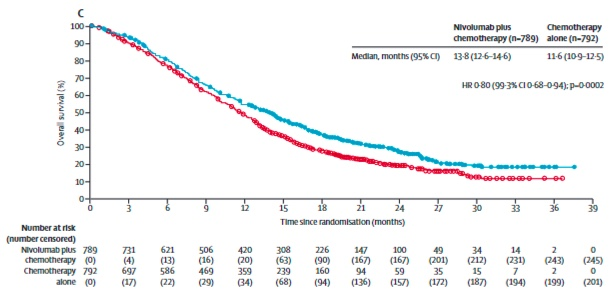 C
Nivolumab plus chemotherapy (n=789)
Chemotherapy alone (n=792)
Median, months (95% CI)
13·8 (12·6–14·6)
11·6 (10·9–12·5)
HR 0·80 (99·3% CI 0·68–0·94); p=0·0002
Overall survival (%)
100
90
80
70
60
50
40
30
20
10
0
0 3 6 9 12 15 18 21 24 27 30 33 36 39
Time since randomisation (months)
Number at risk
(number censored)
Nivolumab plus 789 731 621 506 420 308 226 147 100 49 34 14 2 0
chemotherapy (0) (4) (13) (16) (20) (63) (90) (167) (167) (201) (212) (231) (243) (245)
Chemotherapy 792 697 586 469 359 239 160 94 59 35 15 7 2 0
alone (0) (17) (22) (29) (34) (68) (94) (136) (157) (172) (187) (194) (199) (201)